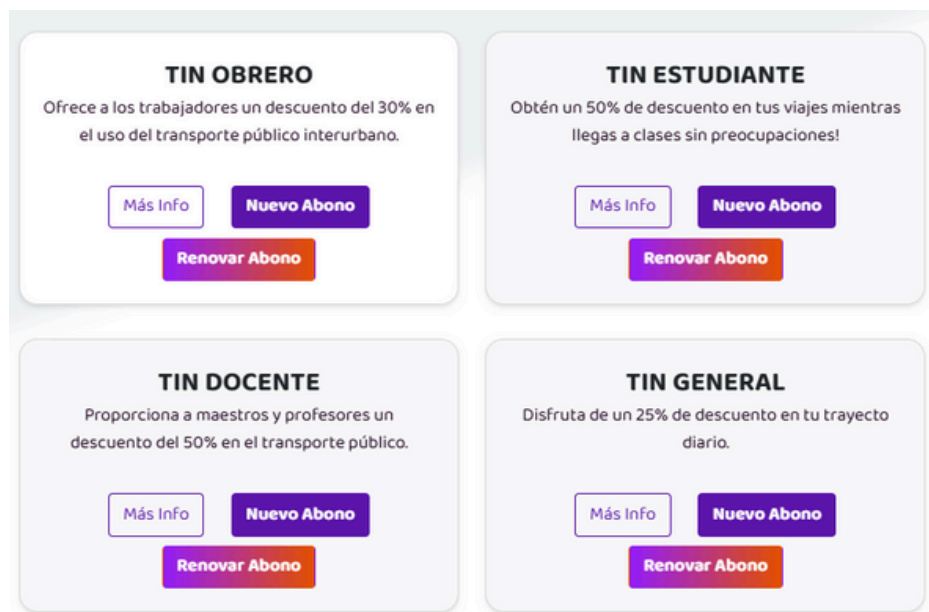 TIN OBRERO
Ofrece a los trabajadores un descuento del 30% en
el uso del transporte público interurbano.
Más Info
Nuevo Abono
Renovar Abono
TIN ESTUDIANTE
Obtén un 50% de descuento en tus viajes mientras
llegas a clases sin preocupaciones!
Más Info
Nuevo Abono
Renovar Abono
TIN DOCENTE
Proporciona a maestros y profesores un
descuento del 50% en el transporte público.
Más Info
Nuevo Abono
Renovar Abono
TIN GENERAL
Disfruta de un 25% de descuento en tu trayecto
diario.
Más Info
Nuevo Abono
Renovar Abono